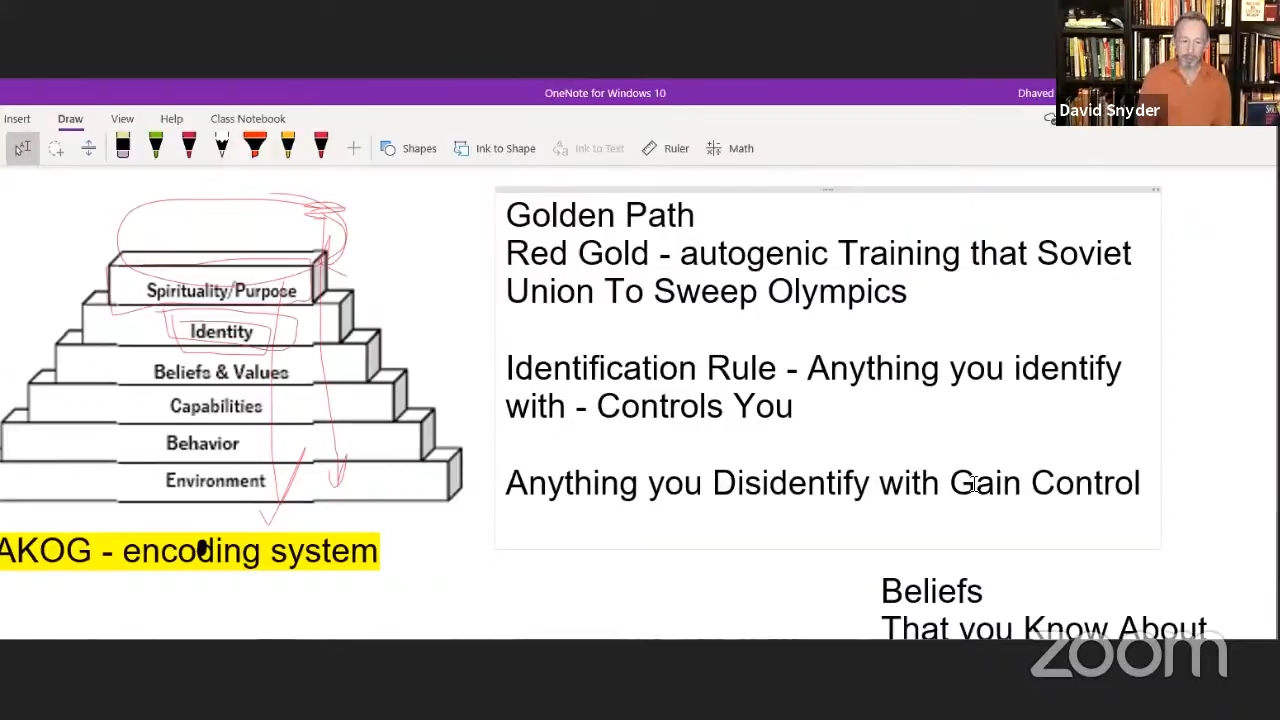 OneNote for Windows 10
Dhaved
David Snyder
Insert
Draw
View
Help
Class Notebook
Shapes
Ink to Shape
Ink to Text
Ruler
Math
Spirituality/Purpose
Identity
Beliefs & Values
Capabilities
Behavior
Environment
AKOG - encoding system
Golden Path
Red Gold - autogenic Training that Soviet
Union To Sweep Olympics
Identification Rule - Anything you identify
with - Controls You
Anything you Disidentify with Gain Control
Beliefs
That you Know About
zoom